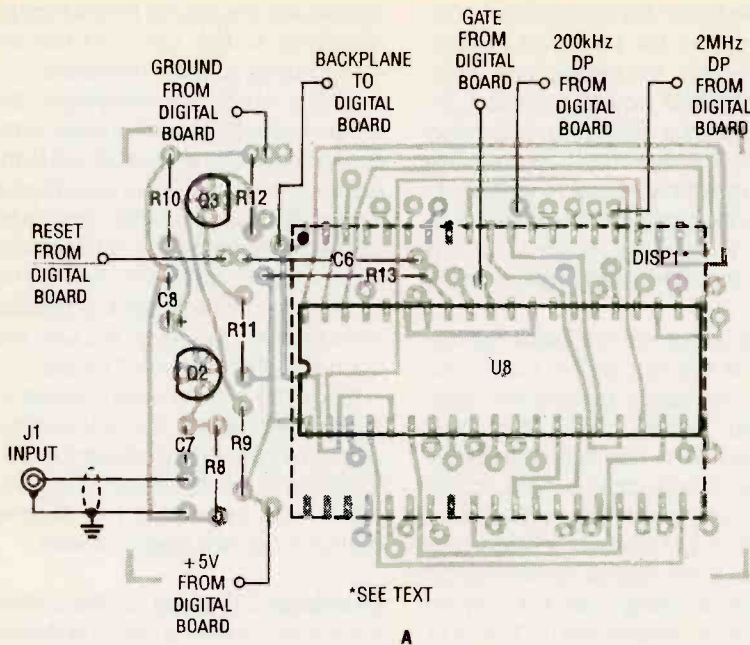 GROUND
FROM
DIGITAL
BOARD
BACKPLANE
TO
DIGITAL
BOARD
GATE
FROM
DIGITAL
BOARD
200kHz
DP
FROM
DIGITAL
BOARD
2MHz
DP
FROM
DIGITAL
BOARD
R10
Q3
R12
RESET
FROM
DIGITAL
BOARD
C6
R13
DISP1*
C8
+
R11
U8
Q2
J1
INPUT
C7
R8
R9
+5V
FROM
DIGITAL
BOARD
*SEE TEXT
A